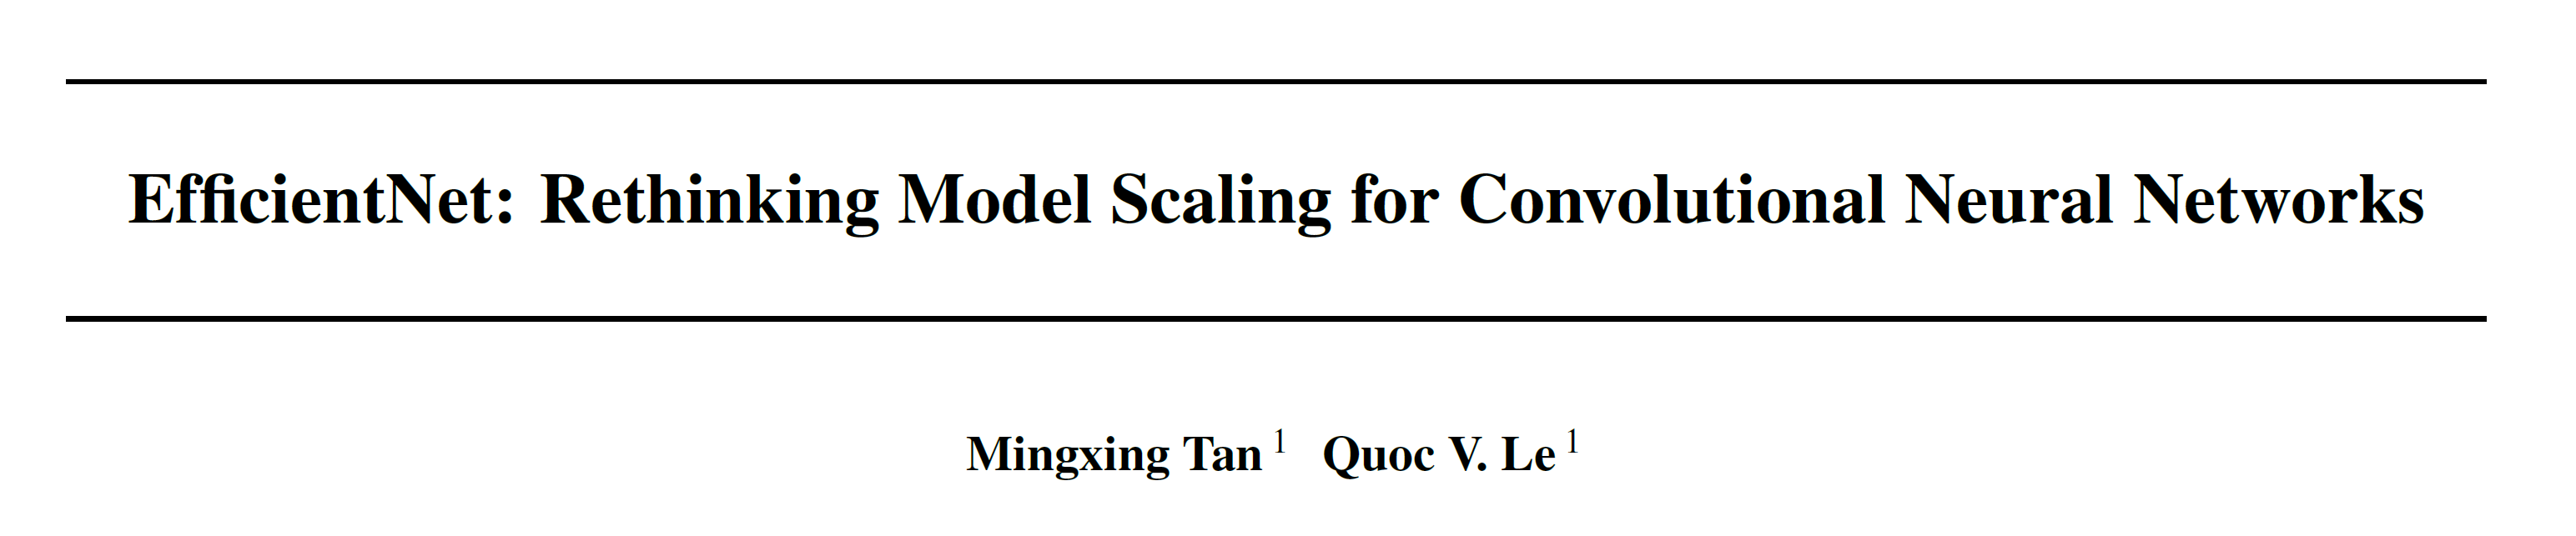 EfficientNet: Rethinking Model Scaling for Convolutional Neural Networks
Mingxing Tan 1 Quoc V. Le 1